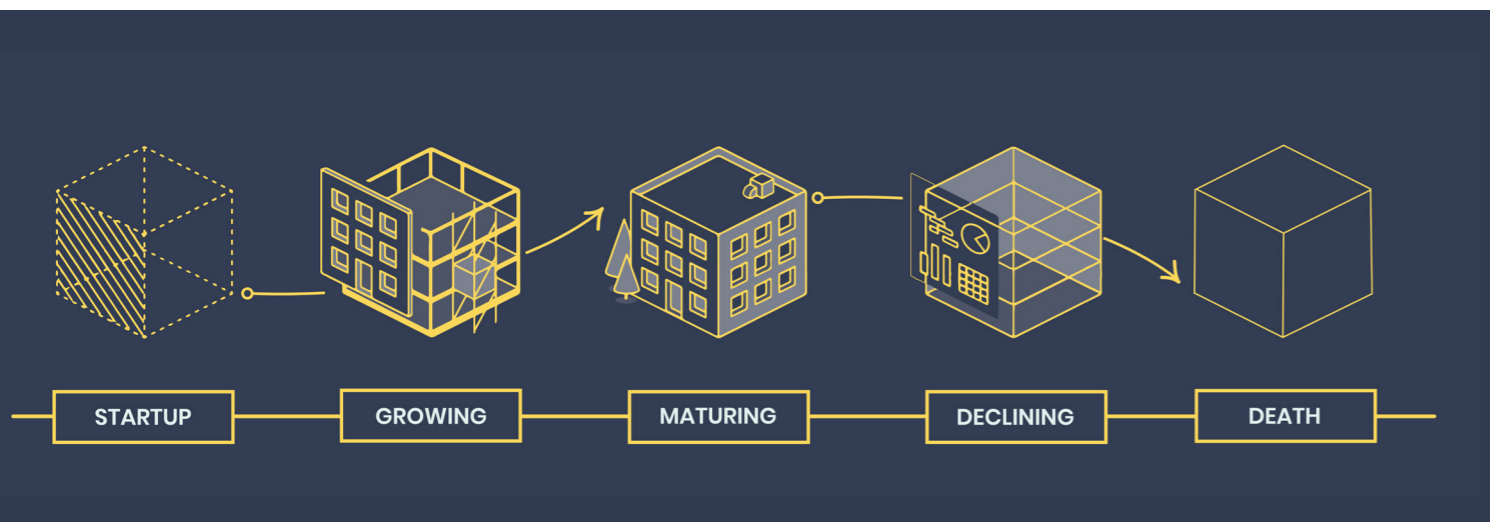 STARTUP
GROWING
MATURING
DECLINING
DEATH